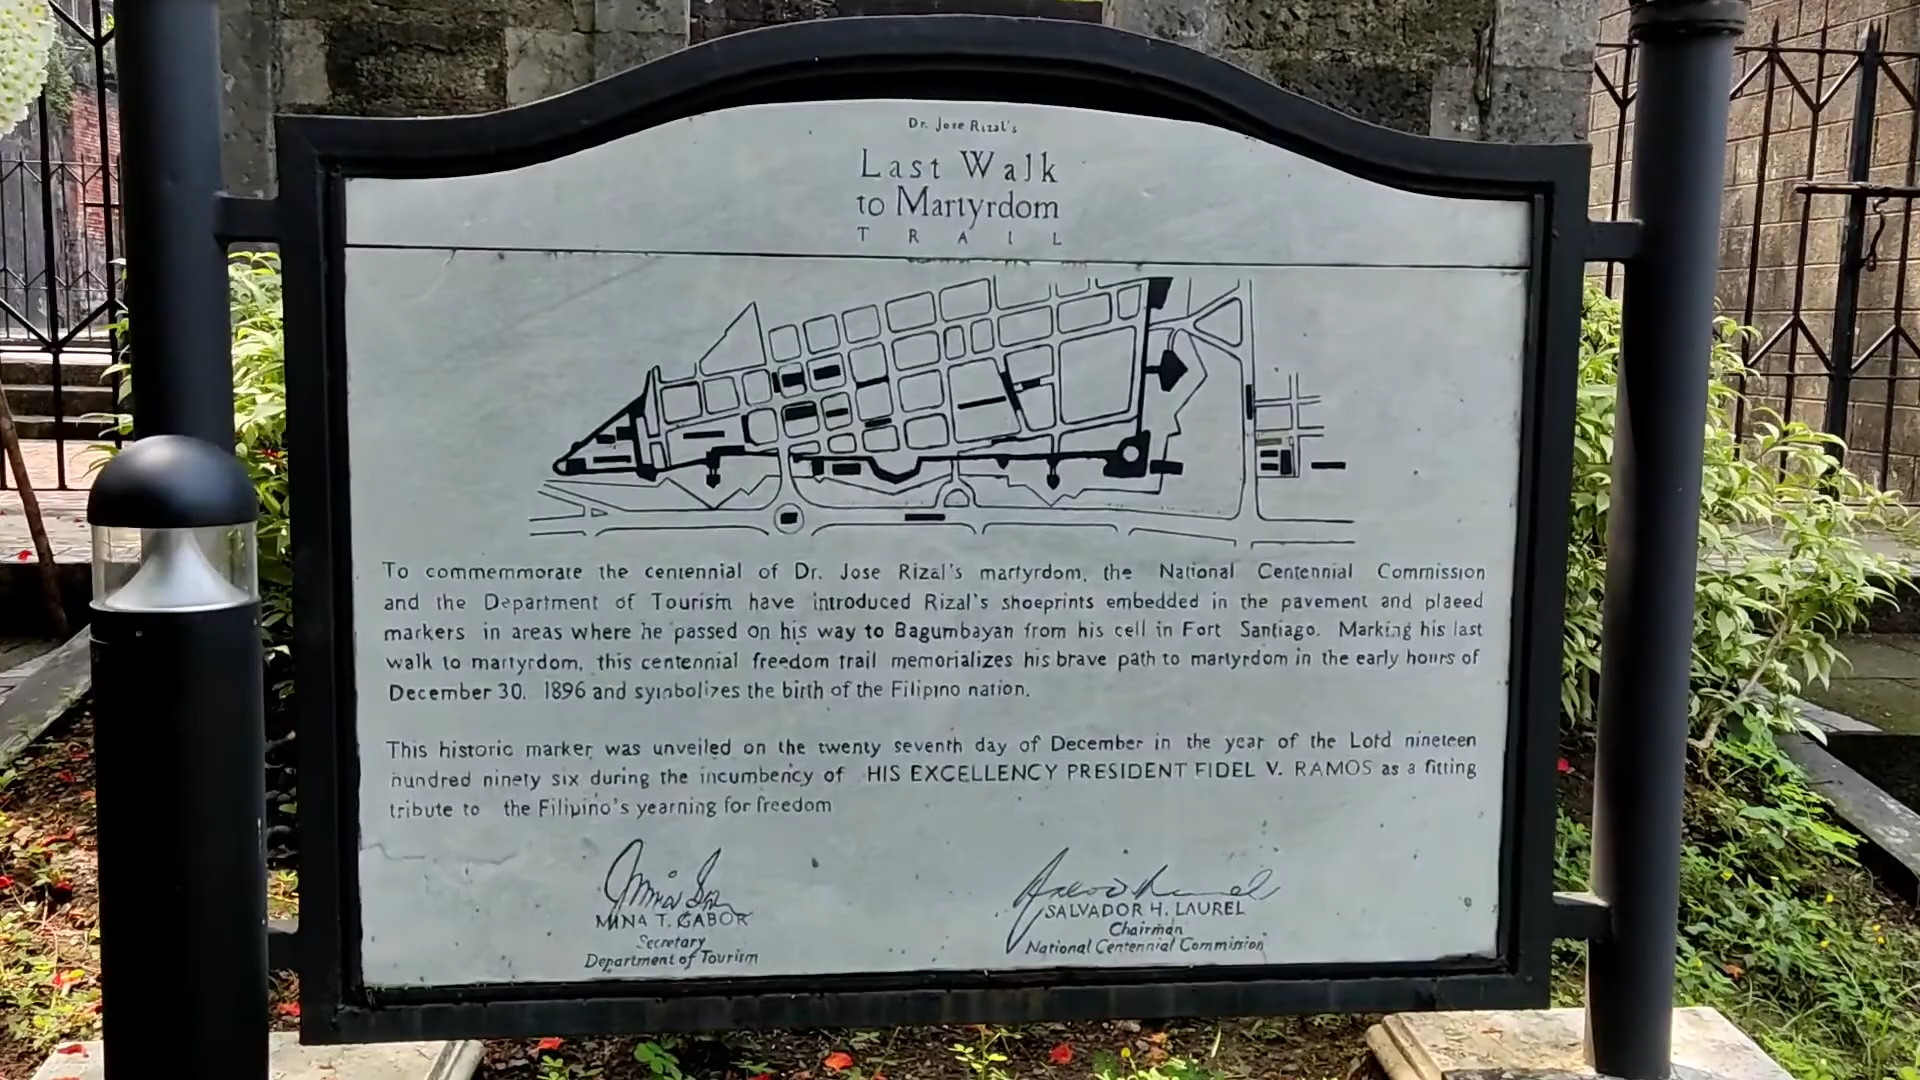 Dr. Jose Rizal's
Last Walk
to Martyrdom
TRAIL
To commemmorate the centennial of Dr. Jose Rizal's martyrdom, the National Centennial Commission
and the Department of Tourism have introduced Rizal's shoeprints embedded in the pavement and placed
markers in areas where he passed on his way to Bagumbayan from his cell in Fort Santiago. Marking his last
walk to martyrdom, this centennial freedom trail memorializes his brave path to martyrdom in the early hours of
December 30, 1896 and symbolizes the birth of the Filipino nation.
This historic marker was unveiled on the twenty seventh day of December in the year of the Lord nineteen
hundred ninety six during the incumbency of HIS EXCELLENCY PRESIDENT FIDEL V. RAMOS as a fitting
tribute to the Filipino's yearning for freedom
MINA T. GABOR
Secretary
Department of Tourism
SALVADOR H. LAUREL
Chairman
National Centennial Commission